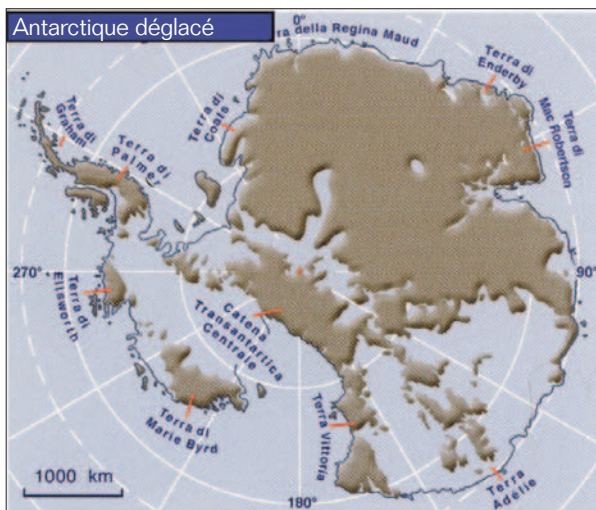 Antarctique déglacé
0°
ra della Regina Maud
Terra di
Enderby
Terra di
Mac Robertson
Terra di
Coats
Terra di
Graham
Terra di
Palmer
270°
90°
Terra di
Ellsworth
Catena
Transantartica
Centrale
Terra di
Marie Byrd
Terra Vittoria
Terra
Adélie
1000 km
180°